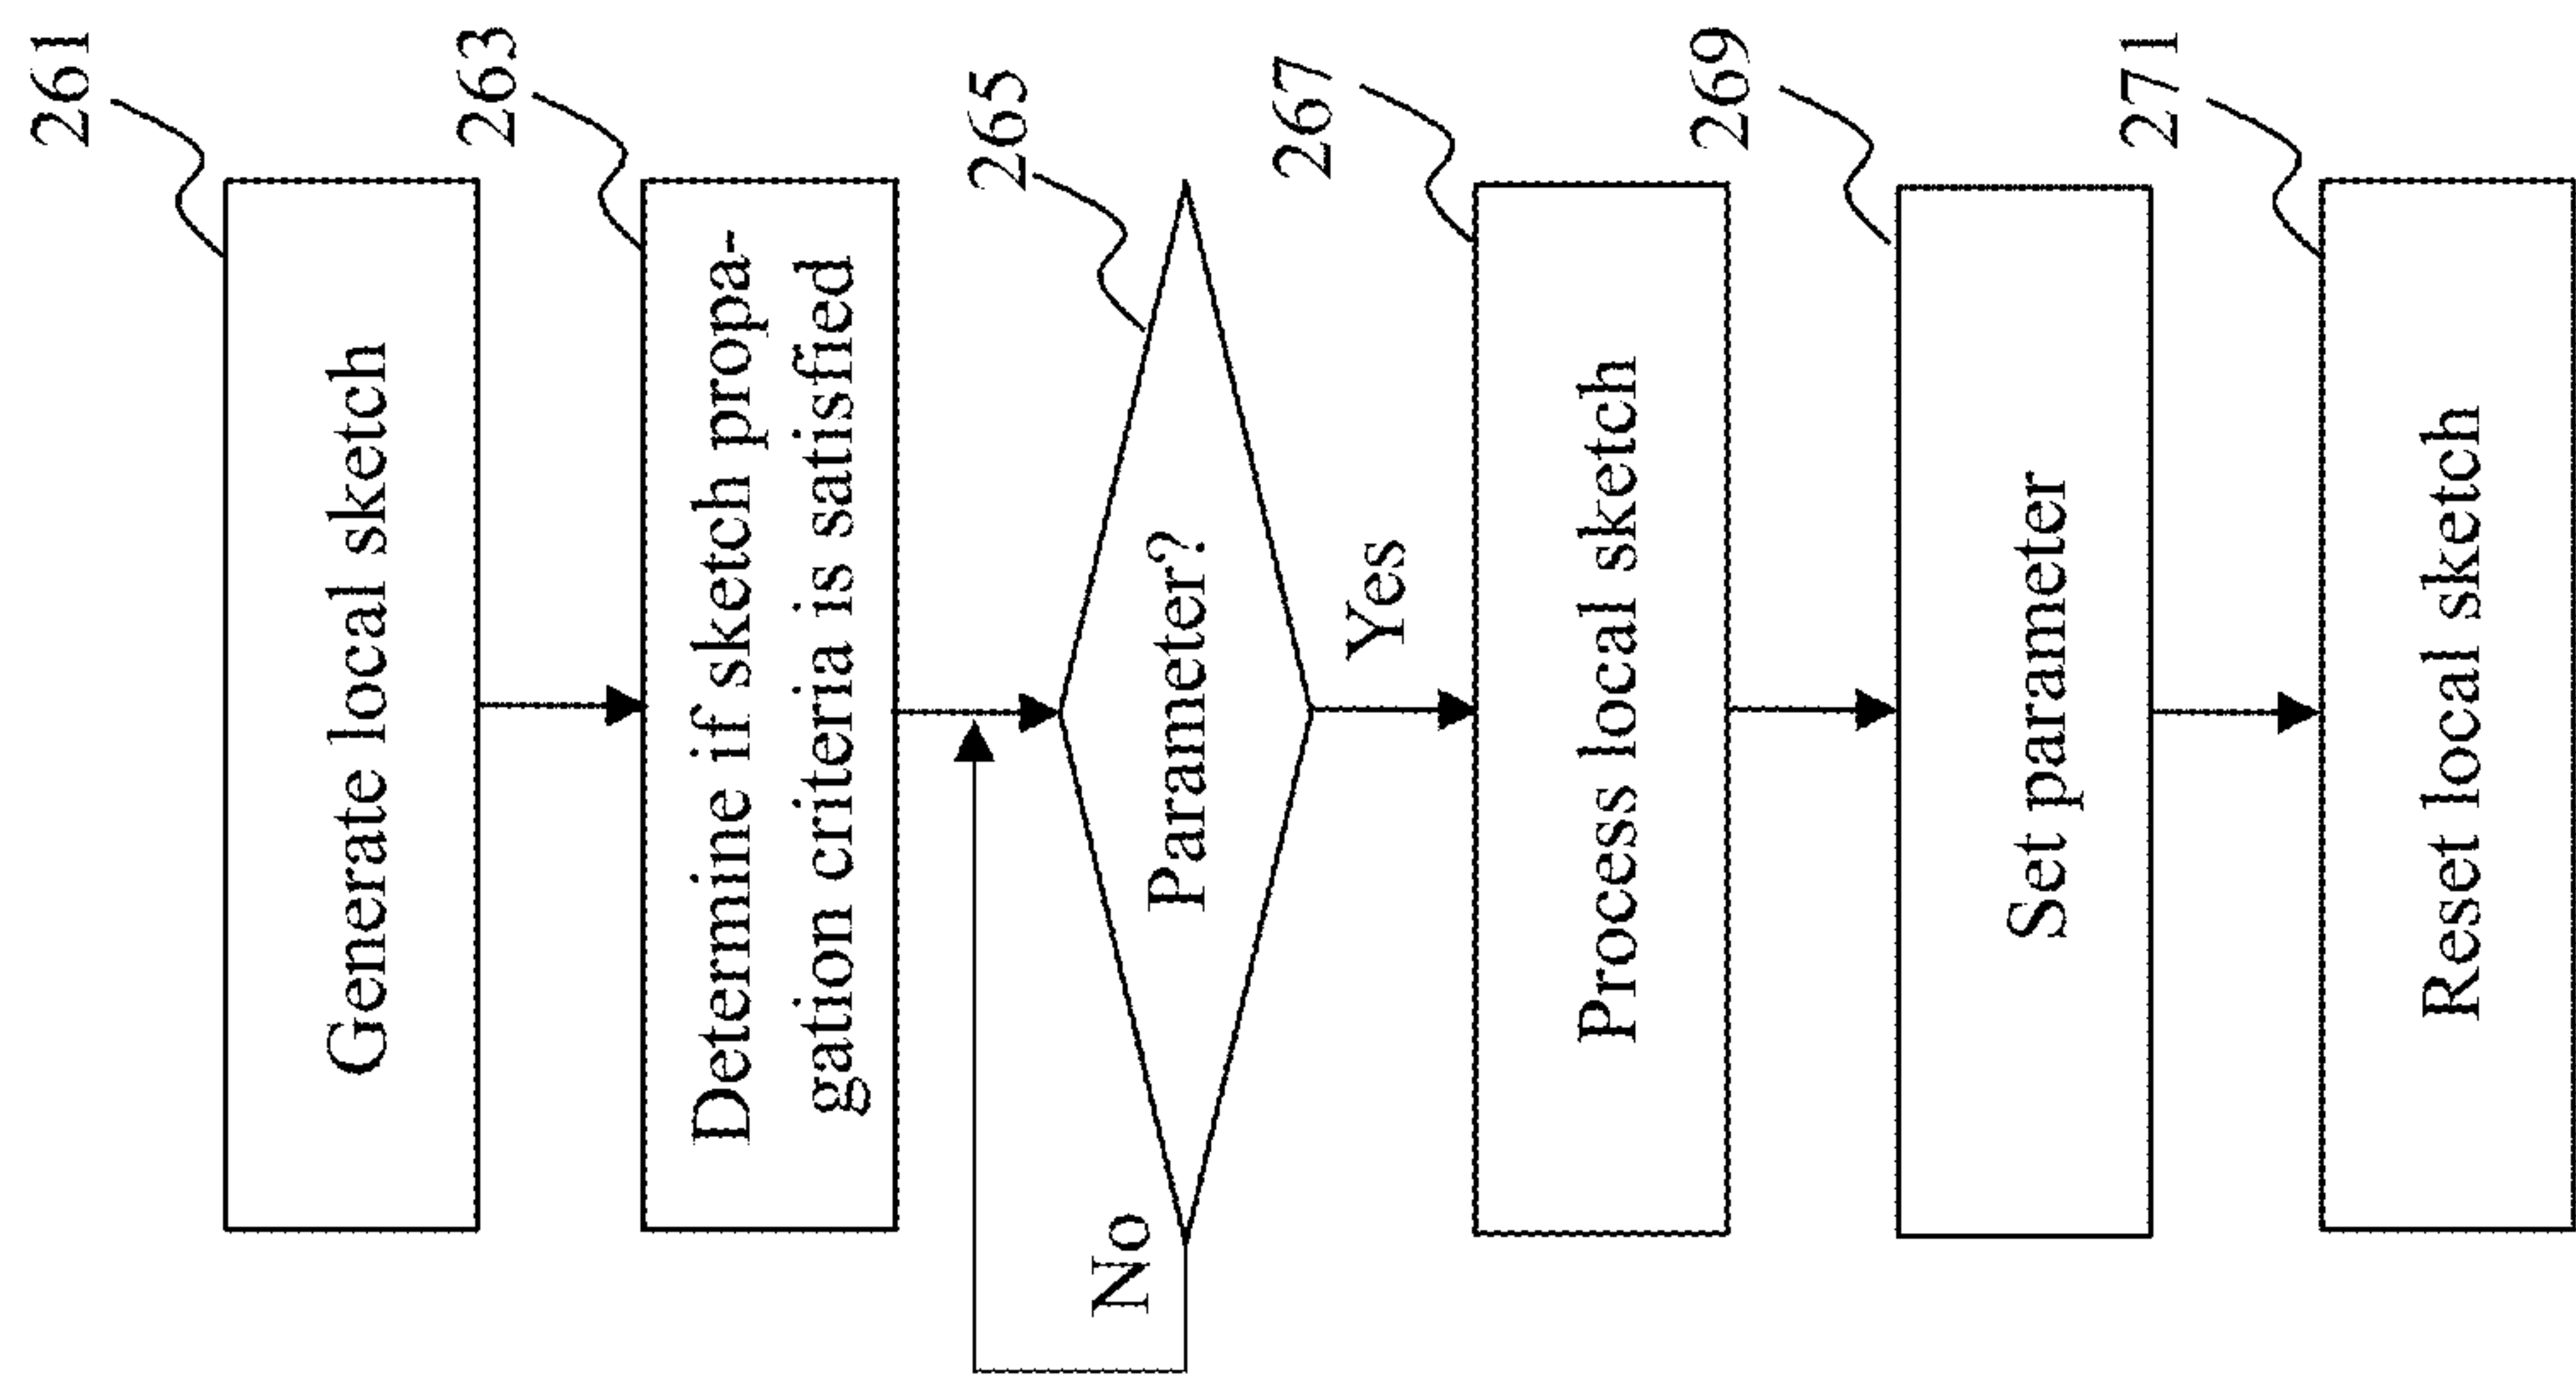 261
Generate local sketch
263
Determine if sketch propa-
gation criteria is satisfied
265
Parameter?
No
Yes
267
Process local sketch
269
Set parameter
271
Reset local sketch